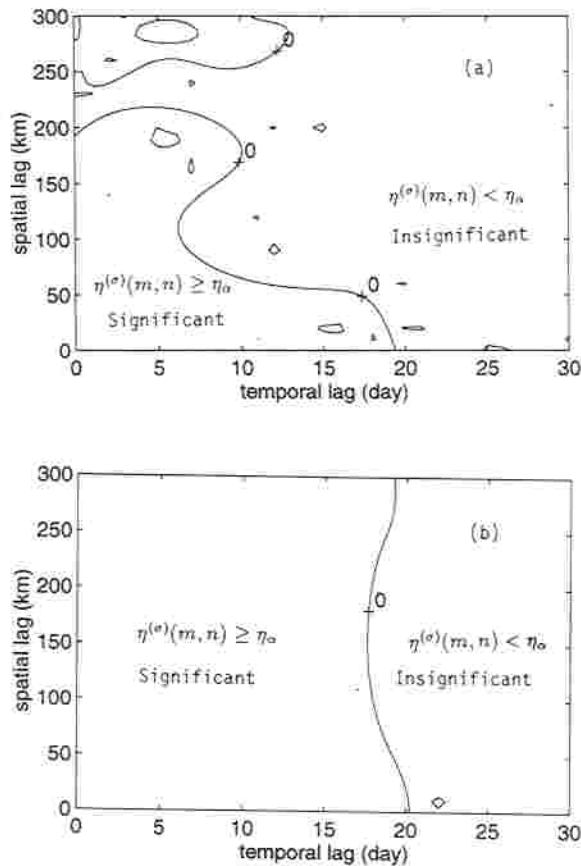 300
250
200
150
100
50
0
spatial lag (km)
0
0
0
(a)
η^(σ)(m, n) < η_α
Insignificant
η^(σ)(m, n) ≥ η_α
Significant
0
5
10
15
20
25
30
temporal lag (day)
300
250
200
150
100
50
0
spatial lag (km)
0
(b)
η^(σ)(m, n) ≥ η_α
Significant
η^(σ)(m, n) < η_α
Insignificant
0
5
10
15
20
25
30
temporal lag (day)